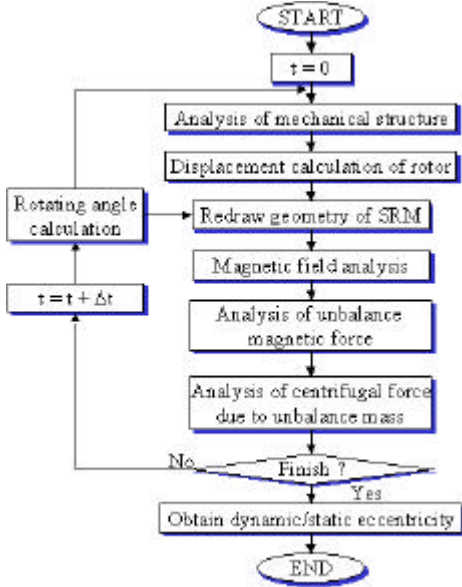 START
t = 0
Analysis of mechanical structure
Displacement calculation of rotor
Rotating angle
calculation
Redraw geometry of SRM
Magnetic field analysis
t = t + Δt
Analysis of unbalance
magnetic force
Analysis of centrifugal force
due to unbalance mass
No
Finish ?
Yes
Obtain dynamic/static eccentricity
END